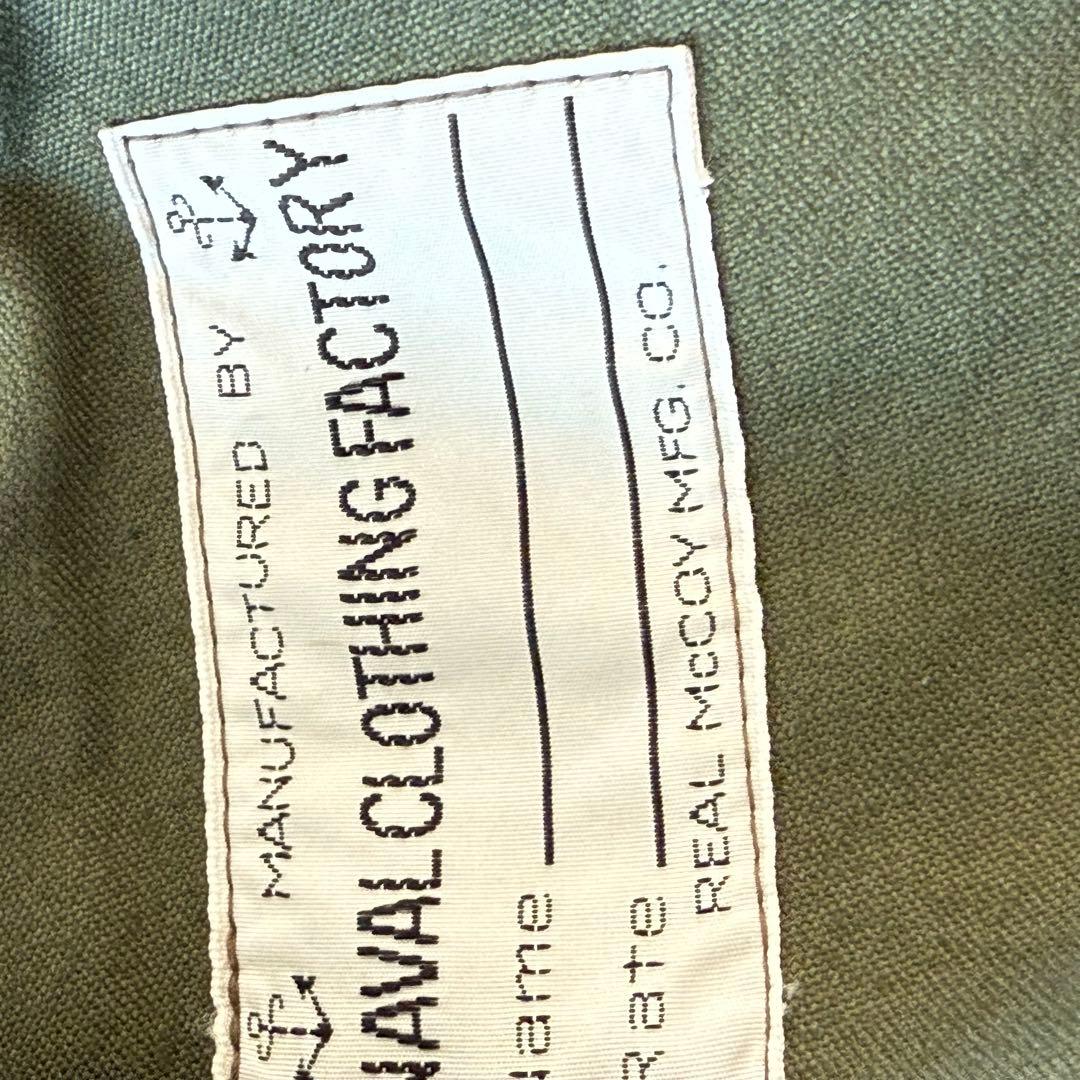 MANUFACTURED BY
NAVAL CLOTHING FACTORY
Name
Rate
REAL McCOY MFG. CO.